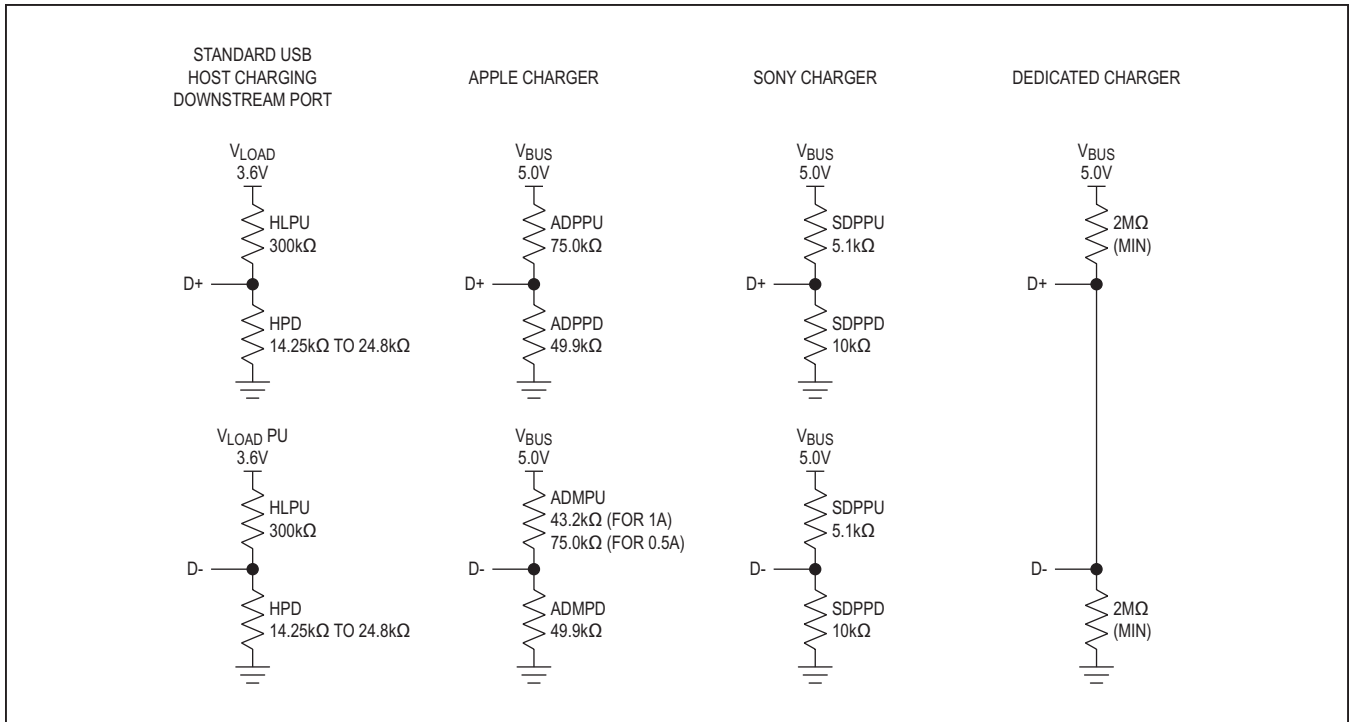 STANDARD USB
HOST CHARGING
DOWNSTREAM PORT
VLOAD
3.6V
HLPU
300kΩ
D+
HPD
14.25kΩ TO 24.8kΩ
VLOAD PU
3.6V
HLPU
300kΩ
D-
HPD
14.25kΩ TO 24.8kΩ
APPLE CHARGER
VBUS
5.0V
ADPPU
75.0kΩ
D+
ADPPD
49.9kΩ
VBUS
5.0V
ADMPU
43.2kΩ (FOR 1A)
75.0kΩ (FOR 0.5A)
D-
ADMPD
49.9kΩ
SONY CHARGER
VBUS
5.0V
SDPPU
5.1kΩ
D+
SDPPD
10kΩ
VBUS
5.0V
SDPPU
5.1kΩ
D-
SDPPD
10kΩ
DEDICATED CHARGER
VBUS
5.0V
2MΩ
(MIN)
D+
D-
2MΩ
(MIN)